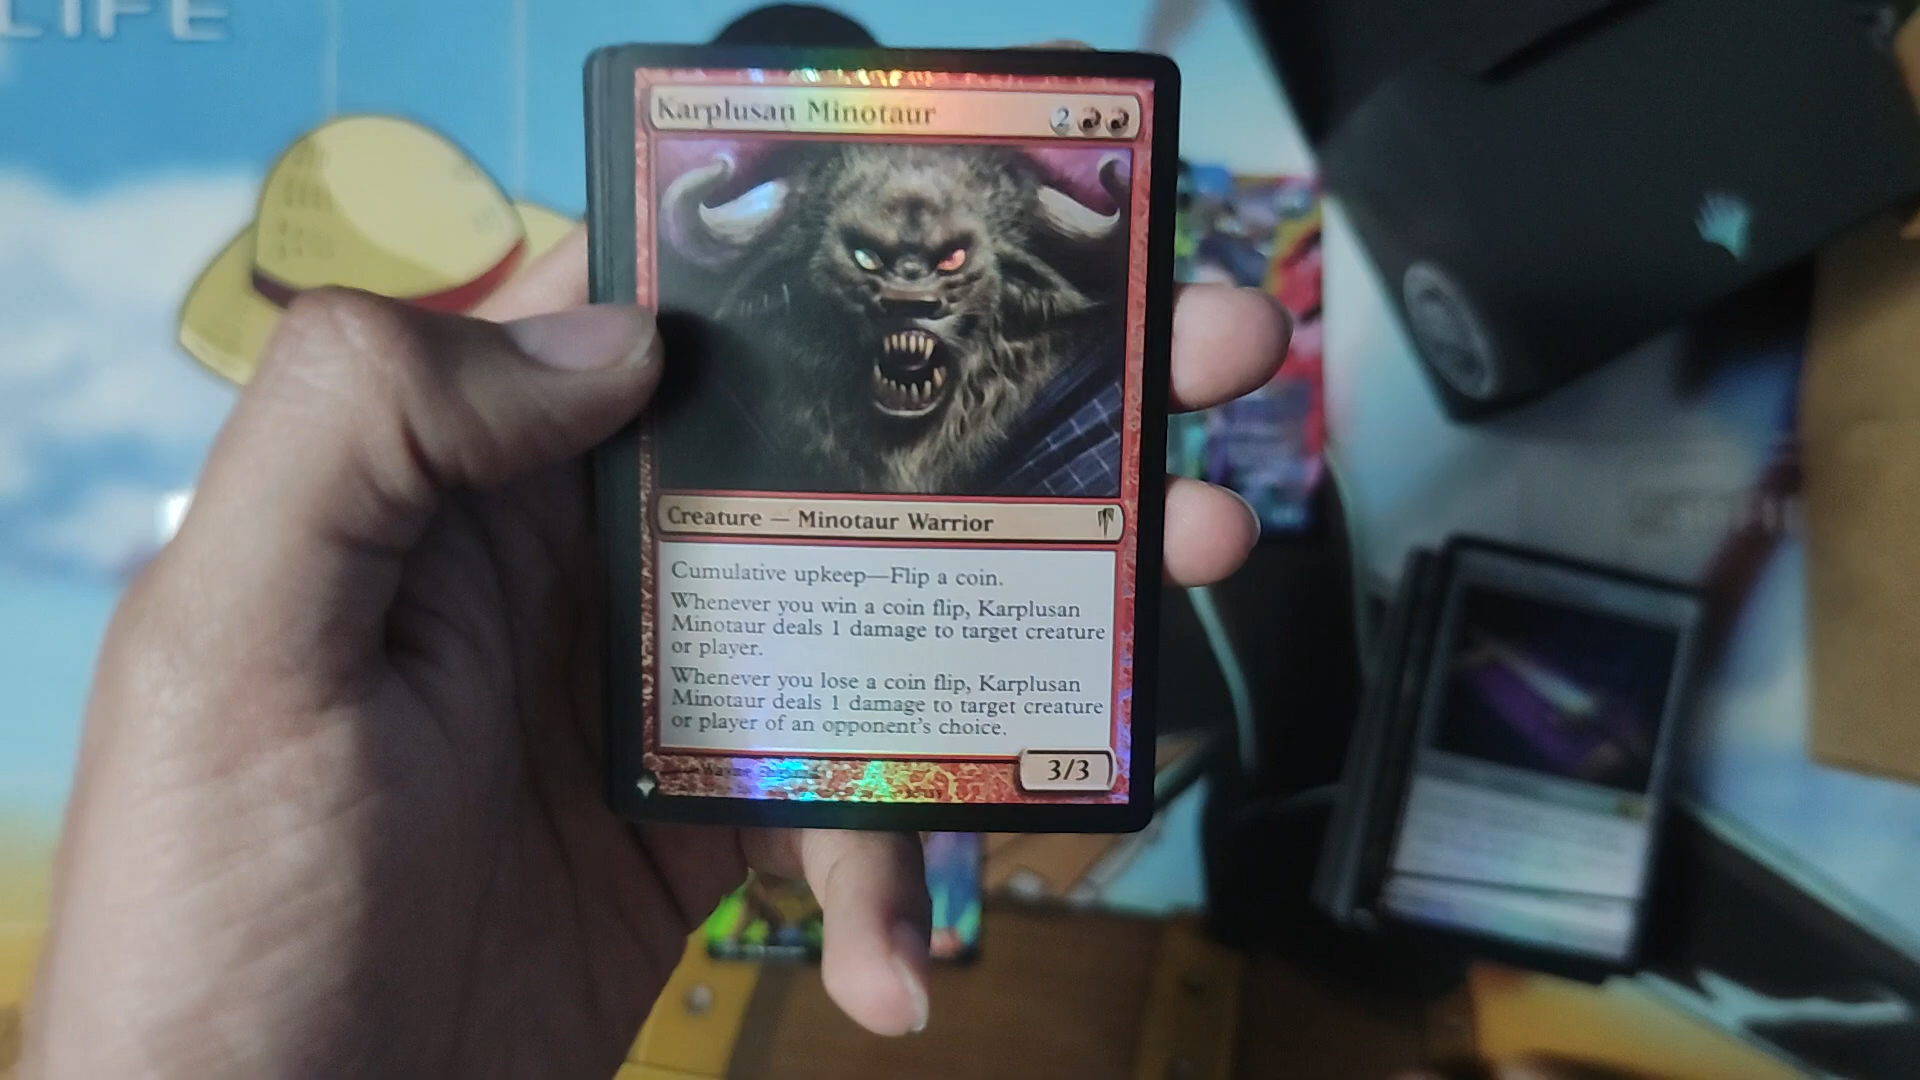 LIFE
Karplusan Minotaur
2
Creature — Minotaur Warrior
Cumulative upkeep—Flip a coin.
Whenever you win a coin flip, Karplusan
Minotaur deals 1 damage to target creature
or player.
Whenever you lose a coin flip, Karplusan
Minotaur deals 1 damage to target creature
or player of an opponent's choice.
Wayne
3/3